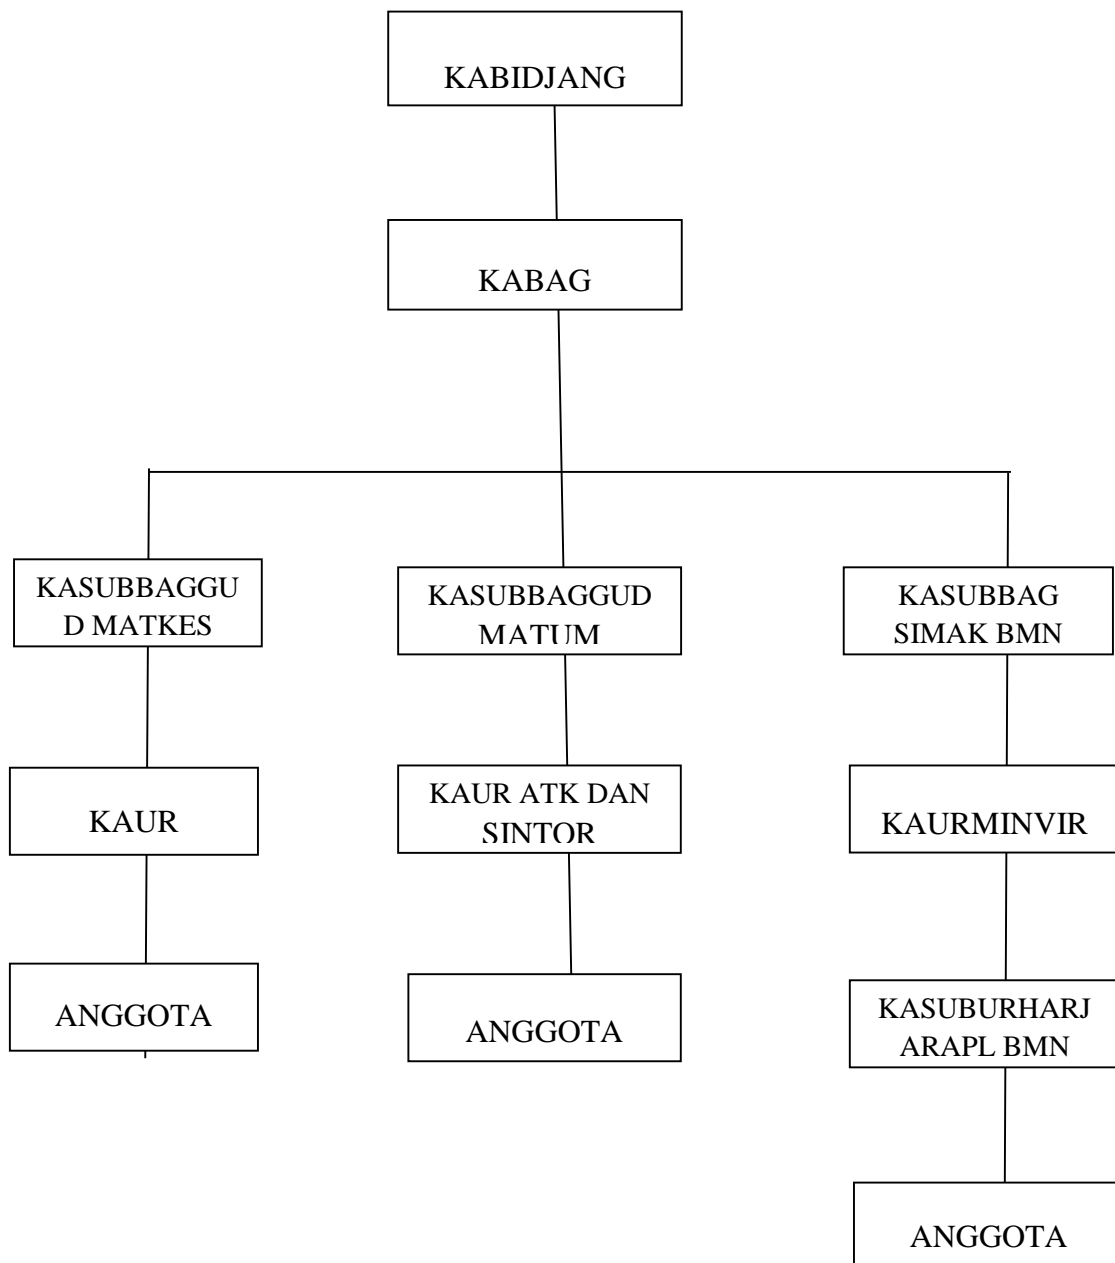 KABIDJANG
KABAG
KASUBBAGGU
D MATKES
KASUBBAGGUD
MATUM
KASUBBAG
SIMAK BMN
KAUR
KAUR ATK DAN
SINTOR
KAURMINVIR
ANGGOTA
ANGGOTA
KASUBURHARJ
ARAPL BMN
ANGGOTA